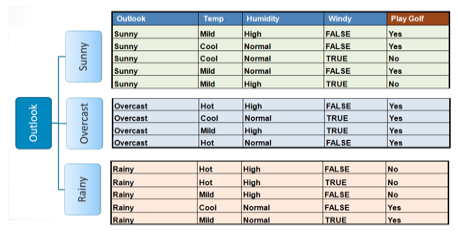 Outlook Temp Humidity Windy Play Golf
Sunny Mild High FALSE Yes
Sunny Cool Normal FALSE Yes
Sunny Cool Normal TRUE No
Sunny Mild Normal FALSE Yes
Sunny Mild High TRUE No
Sunny
Outlook
Overcast
Overcast Hot High FALSE Yes
Overcast Cool Normal TRUE Yes
Overcast Mild High TRUE Yes
Overcast Hot Normal FALSE Yes
Rainy
Rainy Hot High FALSE No
Rainy Hot High TRUE No
Rainy Mild High FALSE No
Rainy Cool Normal FALSE Yes
Rainy Mild Normal TRUE Yes